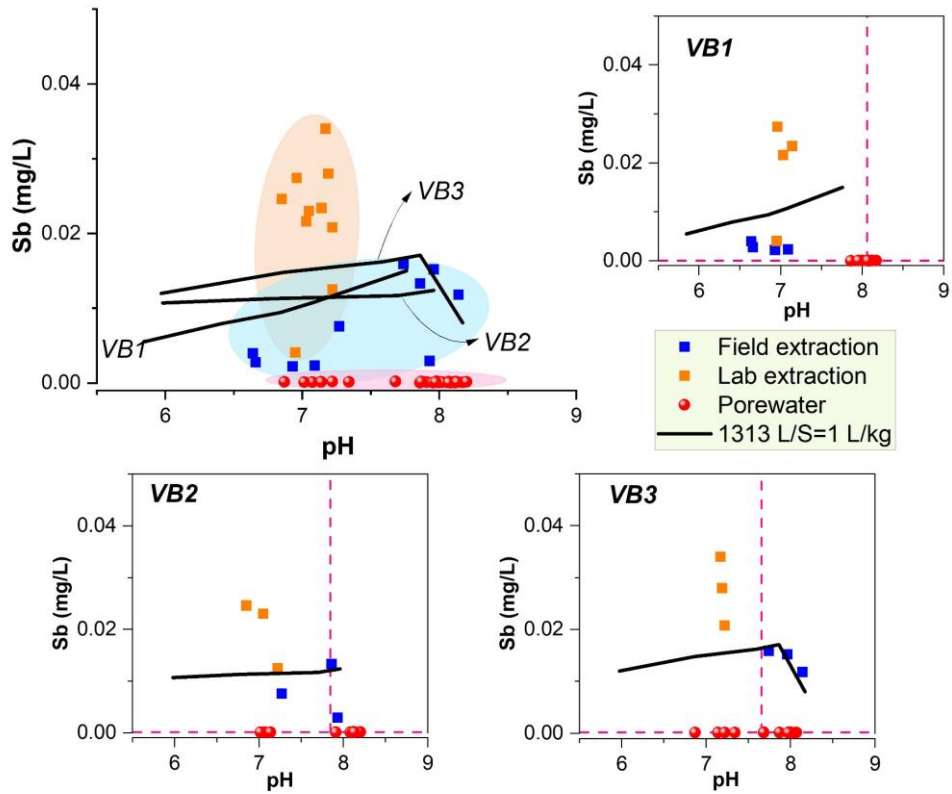 0.04
0.02
0.00
Sb (mg/L)
VB3
VB1
VB2
6
7
8
9
pH
VB1
0.04
0.02
0.00
Sb (mg/L)
6
7
8
9
pH
Field extraction
Lab extraction
Porewater
1313 L/S=1 L/kg
VB2
0.04
0.02
0.00
Sb (mg/L)
6
7
8
9
pH
VB3
0.04
0.02
0.00
Sb (mg/L)
6
7
8
9
pH